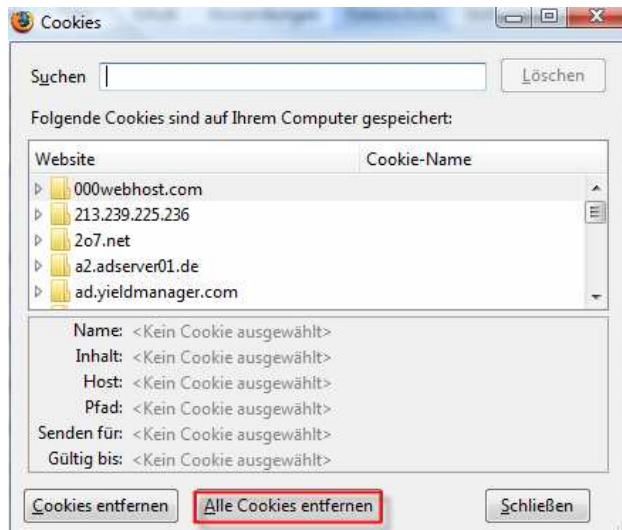 Cookies
Suchen Löschen
Folgende Cookies sind auf Ihrem Computer gespeichert:
Website Cookie-Name
000webhost.com
213.239.225.236
2o7.net
a2.adserver01.de
ad.yieldmanager.com
Name: <Kein Cookie ausgewählt>
Inhalt: <Kein Cookie ausgewählt>
Host: <Kein Cookie ausgewählt>
Pfad: <Kein Cookie ausgewählt>
Senden für: <Kein Cookie ausgewählt>
Gültig bis: <Kein Cookie ausgewählt>
Cookies entfernen Alle Cookies entfernen Schließen